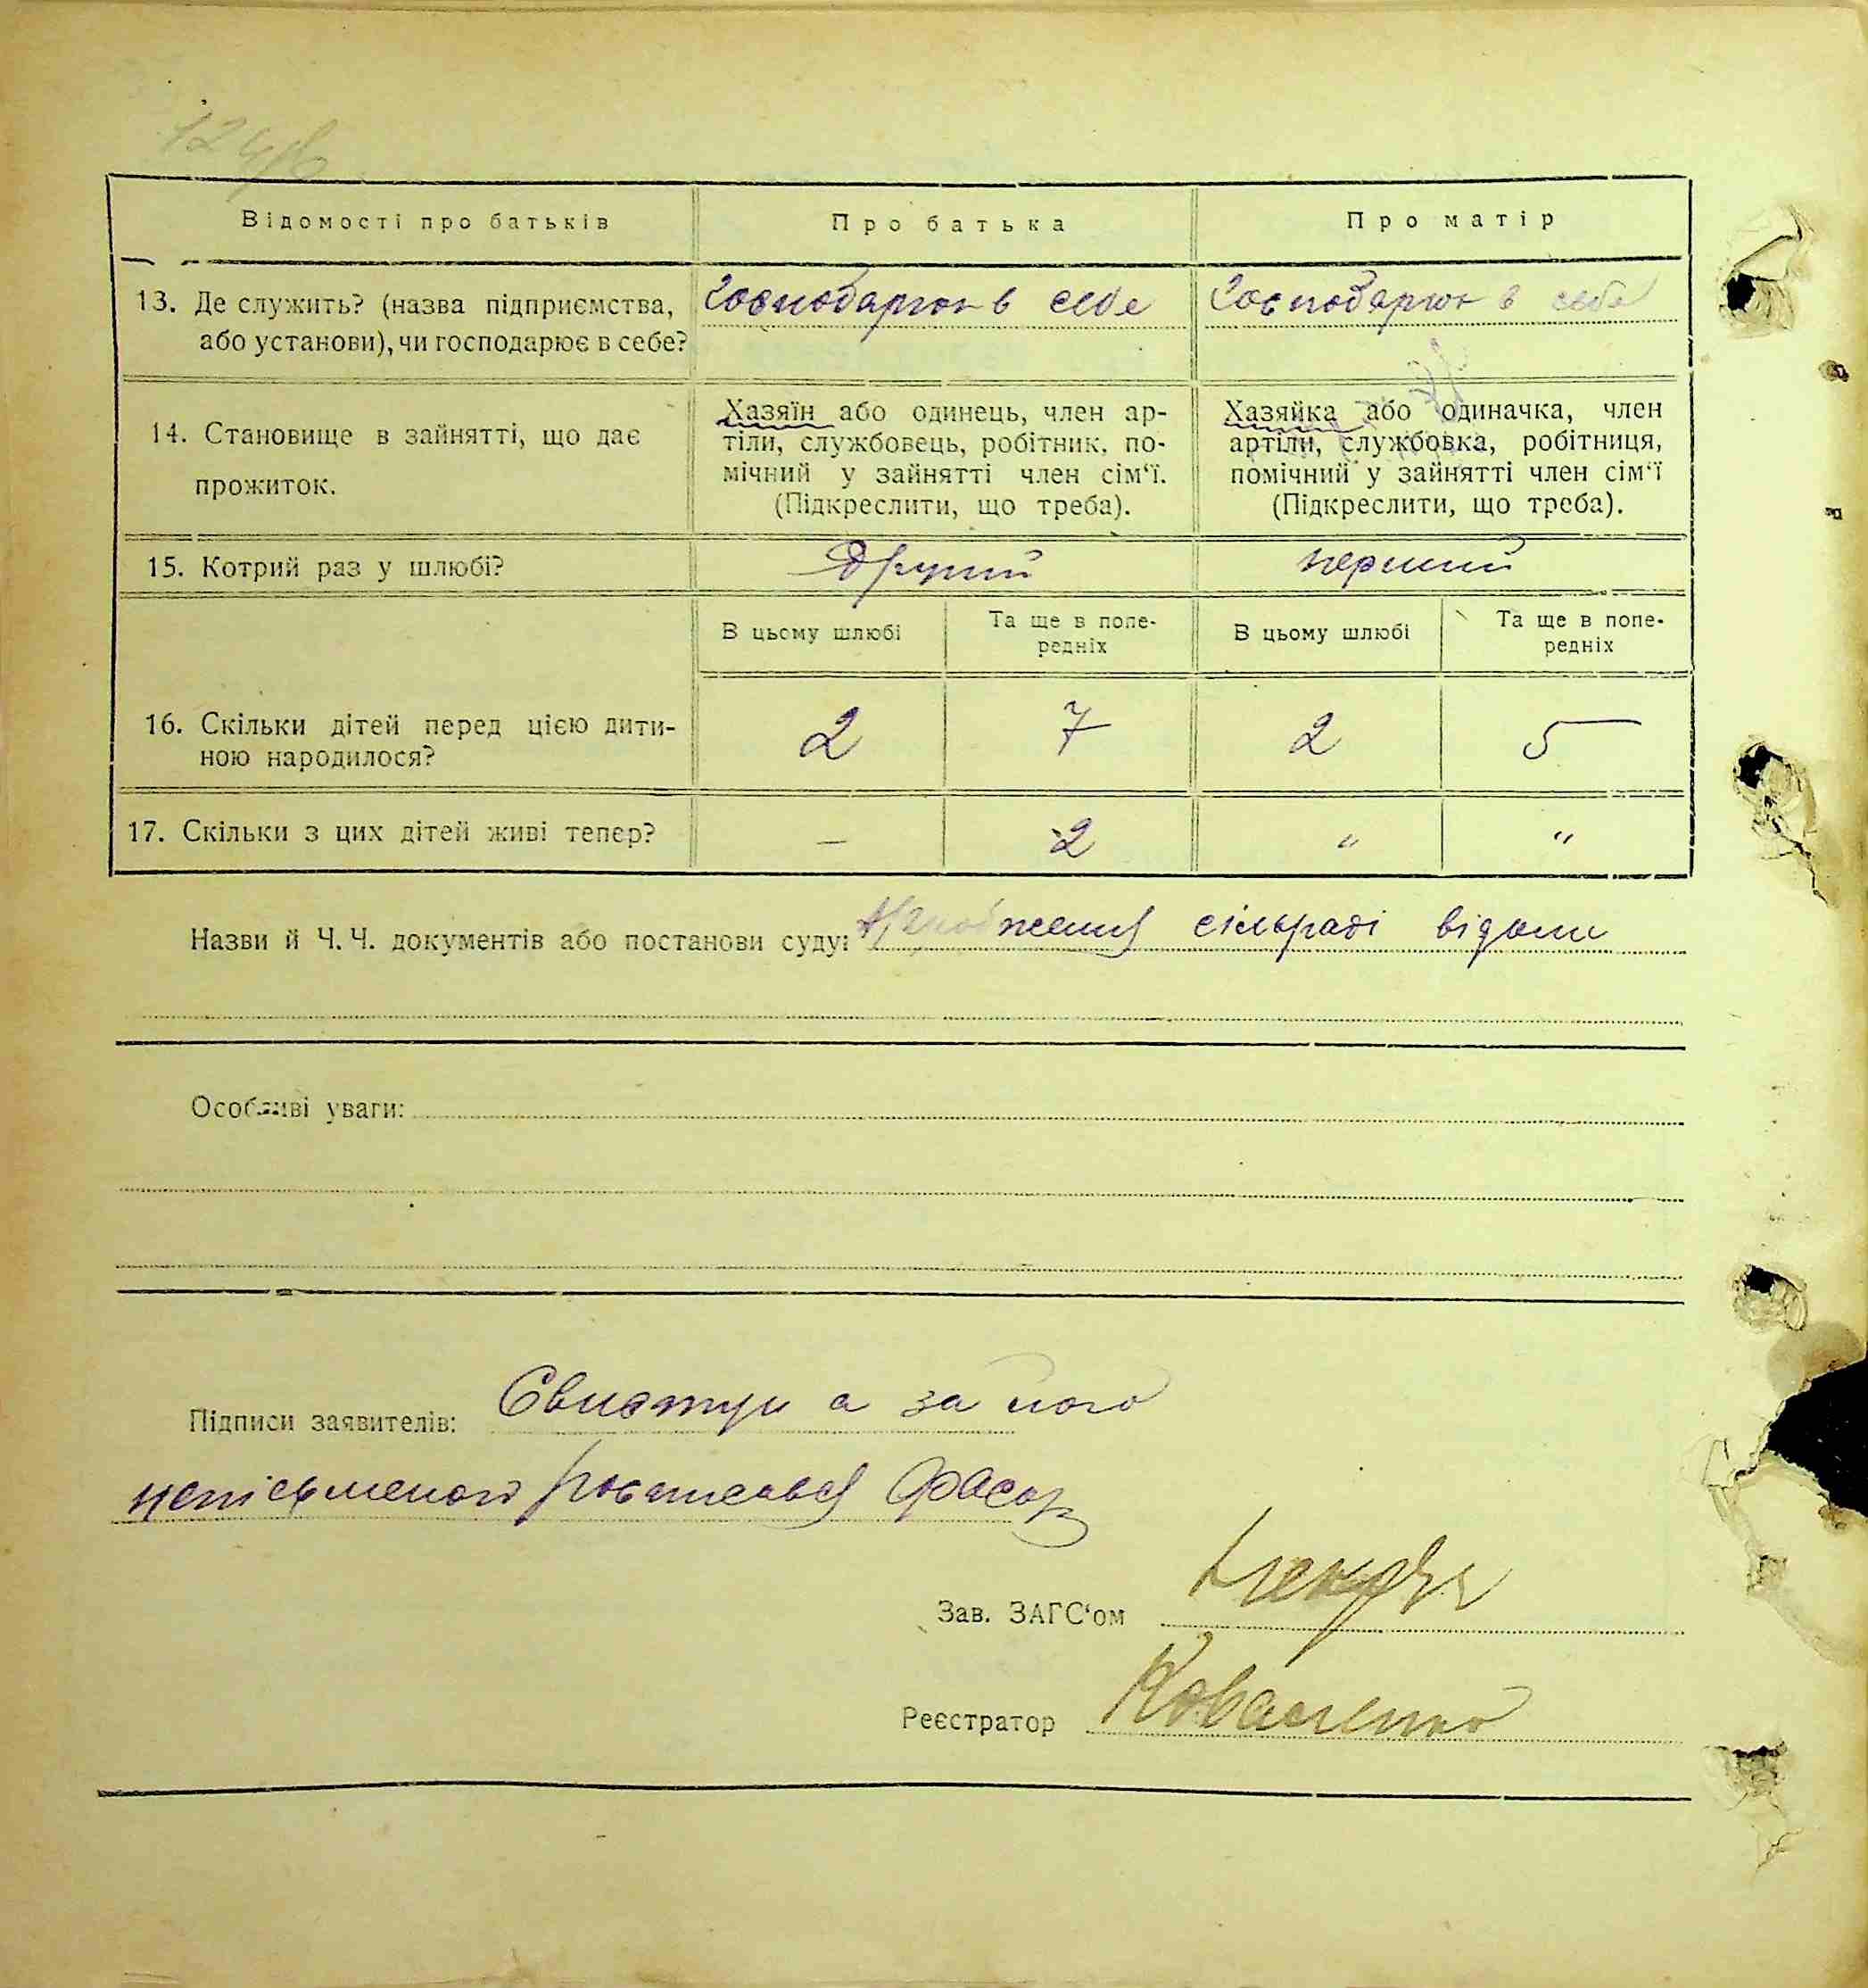 Відомості про батьків
Про батька
Про матір
13. Де служить? (назва підприємства, або установи), чи господарює в себе?
Господарює в себе
Господарює в себе
14. Становище в зайнятті, що дає прожиток.
Хазяїн або одинець, член ар-
тіли, службовець, робітник, по-
мічний у зайнятті член сім‘ї.
(Підкреслити, що треба).
Хазяйка або одиначка, член
артіли, службовка, робітниця,
помічний у зайнятті член сім‘ї
(Підкреслити, що треба).
15. Котрий раз у шлюбі?
Другий
перший
В цьому шлюбі
Та ще в попе-
редніх
В цьому шлюбі
Та ще в попе-
редніх
16. Скільки дітей перед цією дити-
ною народилося?
2
7
2
5
17. Скільки з цих дітей живі тепер?
—
2
"
"
Назви й Ч. Ч. документів або постанови суду: сільраді відоми
Особливі уваги:
Підписи заявителів: а за його
неписьменого
Зав. ЗАГС‘ом
Реєстратор Коваленко